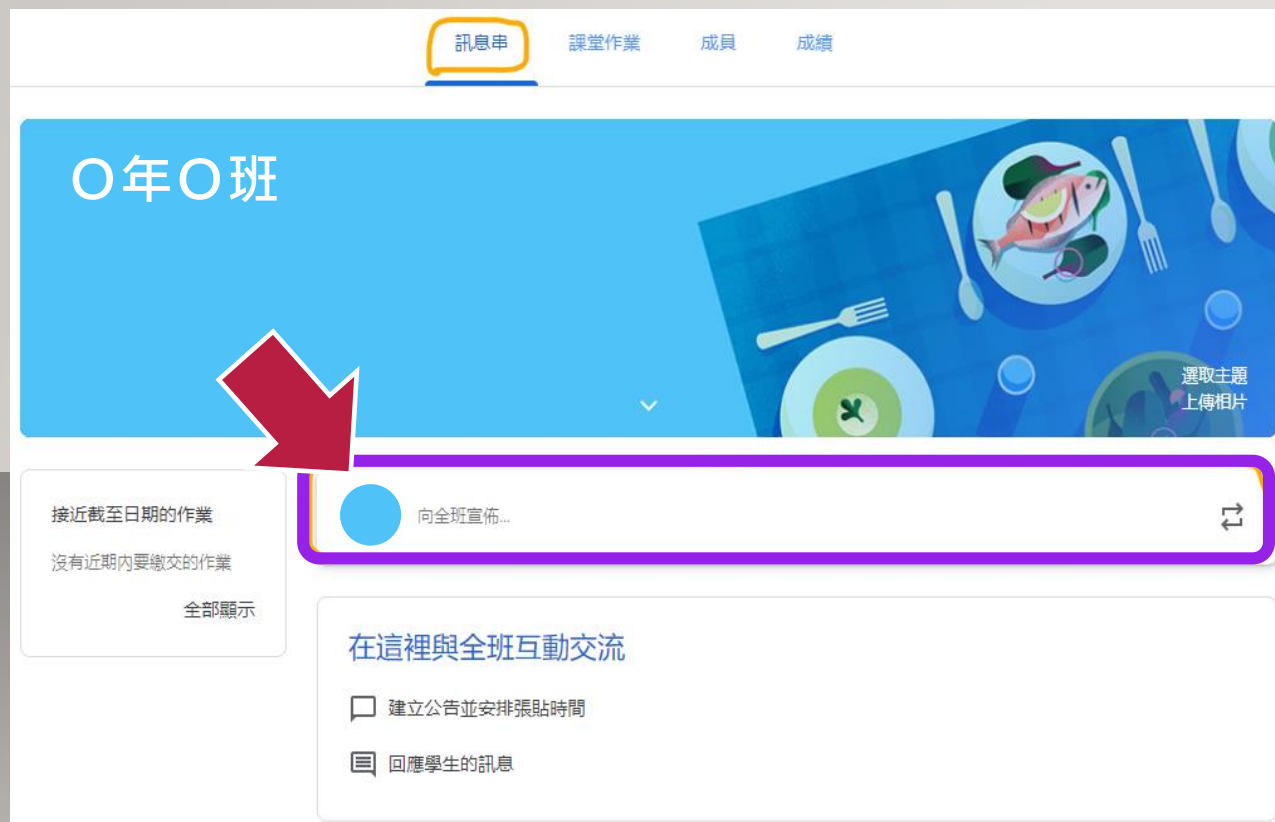 訊息串 課堂作業 成員 成績
O年O班
選取主題
上傳相片
接近截至日期的作業
沒有近期內要繳交的作業
全部顯示
向全班宣佈...
在這裡與全班互動交流
建立公告並安排張貼時間
回應學生的訊息